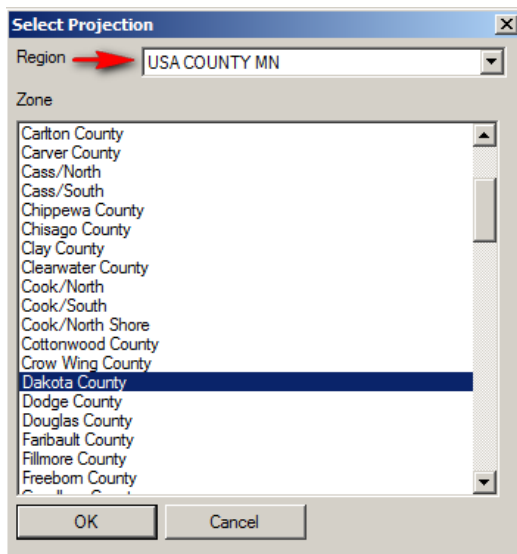 Select Projection
Region
USA COUNTY MN
Zone
Carlton County
Carver County
Cass/North
Cass/South
Chippewa County
Chisago County
Clay County
Clearwater County
Cook/North
Cook/South
Cook/North Shore
Cottonwood County
Crow Wing County
Dakota County
Dodge County
Douglas County
Faribault County
Fillmore County
Freeborn County
OK
Cancel